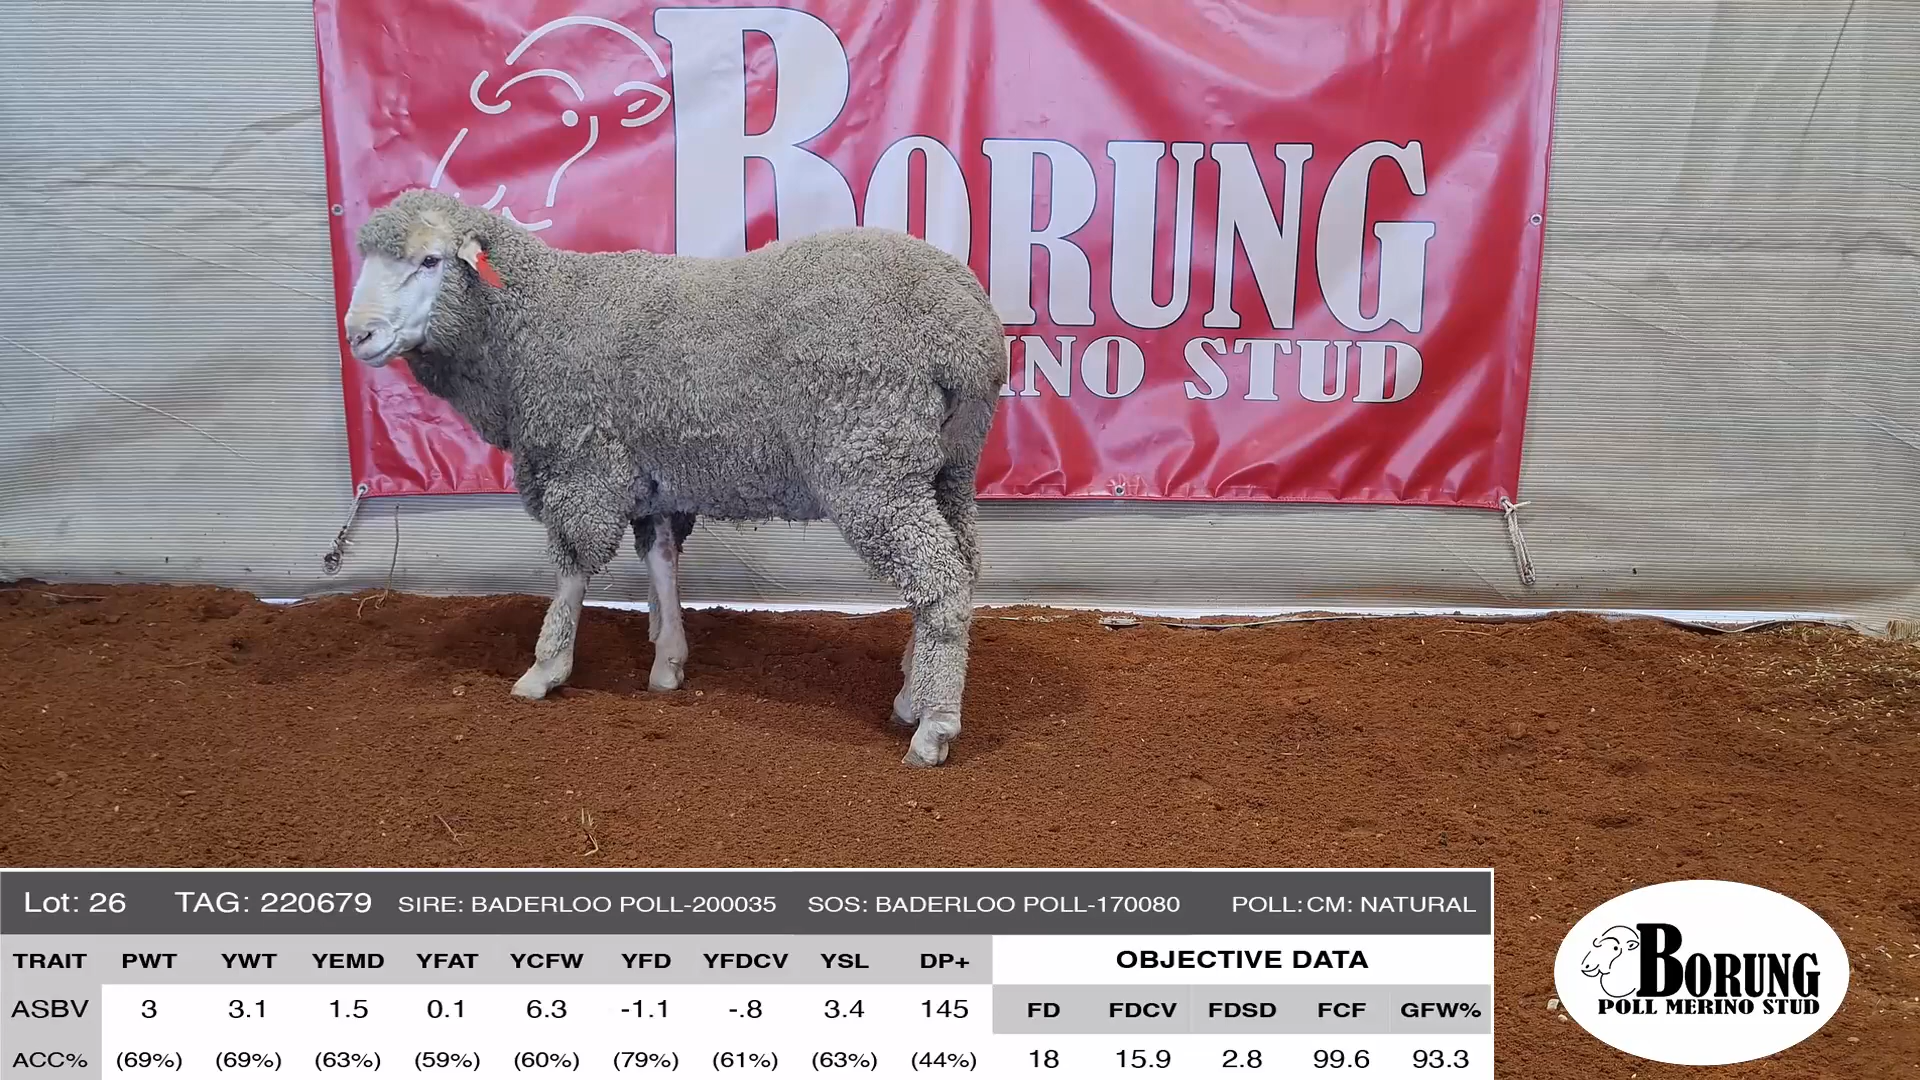 BORUNG
INO STUD
Lot: 26 TAG: 220679 SIRE: BADERLOO POLL-200035 SOS: BADERLOO POLL-170080 POLL:CM: NATURAL
TRAIT PWT YWT YEMD YFAT YCFW YFD YFDCV YSL DP+ OBJECTIVE DATA
ASBV 3 3.1 1.5 0.1 6.3 -1.1 -.8 3.4 145 FD FDCV FDSD FCF GFW%
ACC% (69%) (69%) (63%) (59%) (60%) (79%) (61%) (63%) (44%) 18 15.9 2.8 99.6 93.3
BORUNG
POLL MERINO STUD